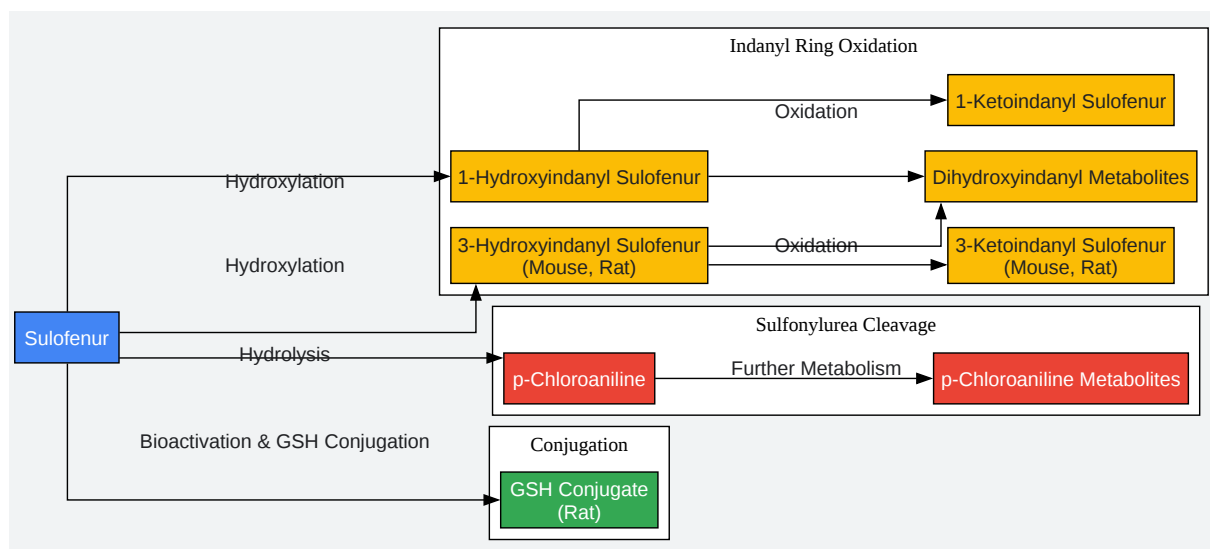 Indanyl Ring Oxidation
1-Ketoindanyl Sulofenur
Oxidation
Hydroxylation
1-Hydroxyindanyl Sulofenur
Dihydroxyindanyl Metabolites
Hydroxylation
3-Hydroxyindanyl Sulofenur
(Mouse, Rat)
Oxidation
3-Ketoindanyl Sulofenur
(Mouse, Rat)
Sulofenur
Sulfonylurea Cleavage
Hydrolysis
p-Chloroaniline
Further Metabolism
p-Chloroaniline Metabolites
Bioactivation & GSH Conjugation
Conjugation
GSH Conjugate
(Rat)